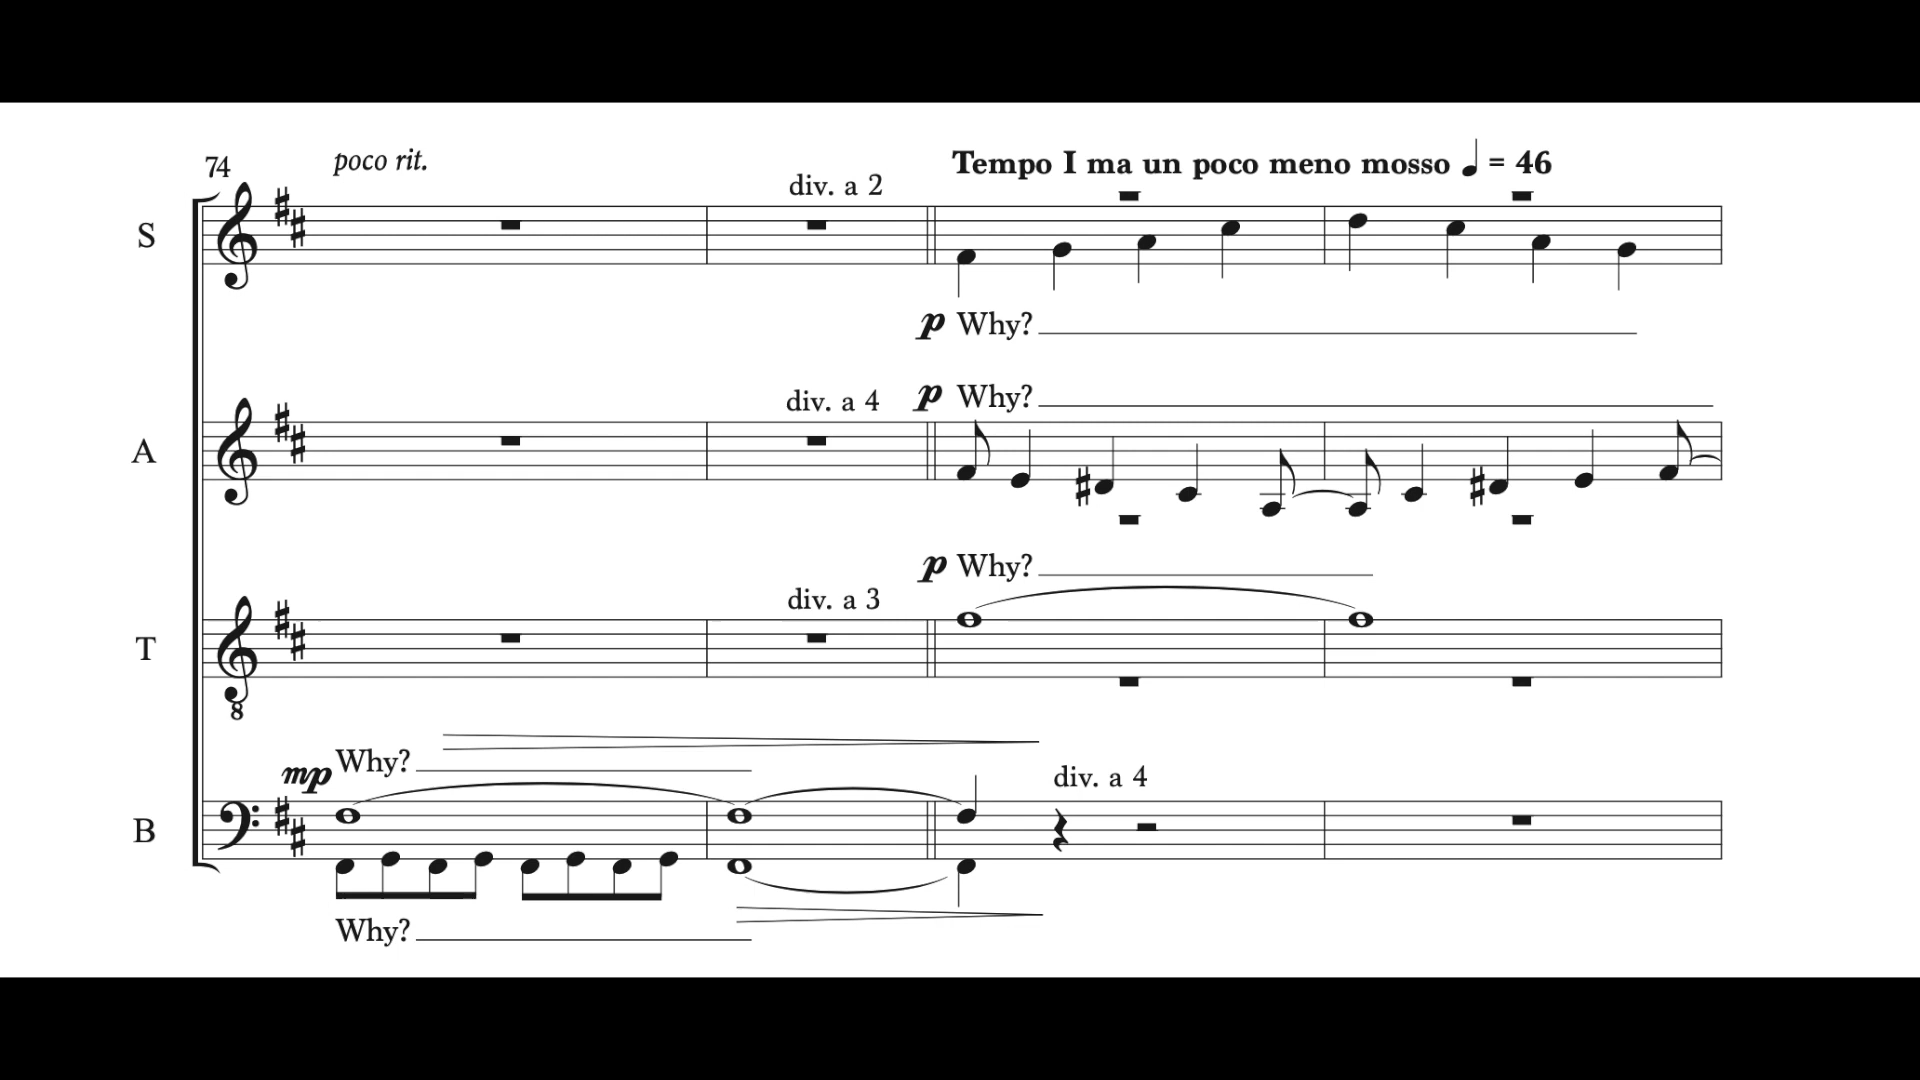 74
poco rit.
Tempo I ma un poco meno mosso ♩ = 46
div. a 2
S
p Why?
p Why?
div. a 4
A
p Why?
div. a 3
T
8
mp Why?
div. a 4
B
Why?